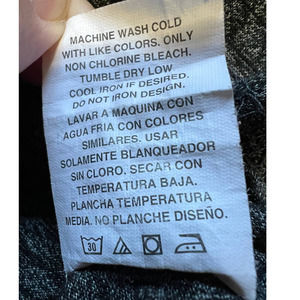 MACHINE WASH COLD
WITH LIKE COLORS. ONLY
NON CHLORINE BLEACH.
TUMBLE DRY LOW
COOL IRON IF DESIRED.
DO NOT IRON DESIGN.
LAVAR A MAQUINA CON
AGUA FRIA CON COLORES
SIMILARES. USAR
SOLAMENTE BLANQUEADOR
SIN CLORO. SECAR CON
TEMPERATURA BAJA.
PLANCHA TEMPERATURA
MEDIA. NO PLANCHE DISEÑO.
30